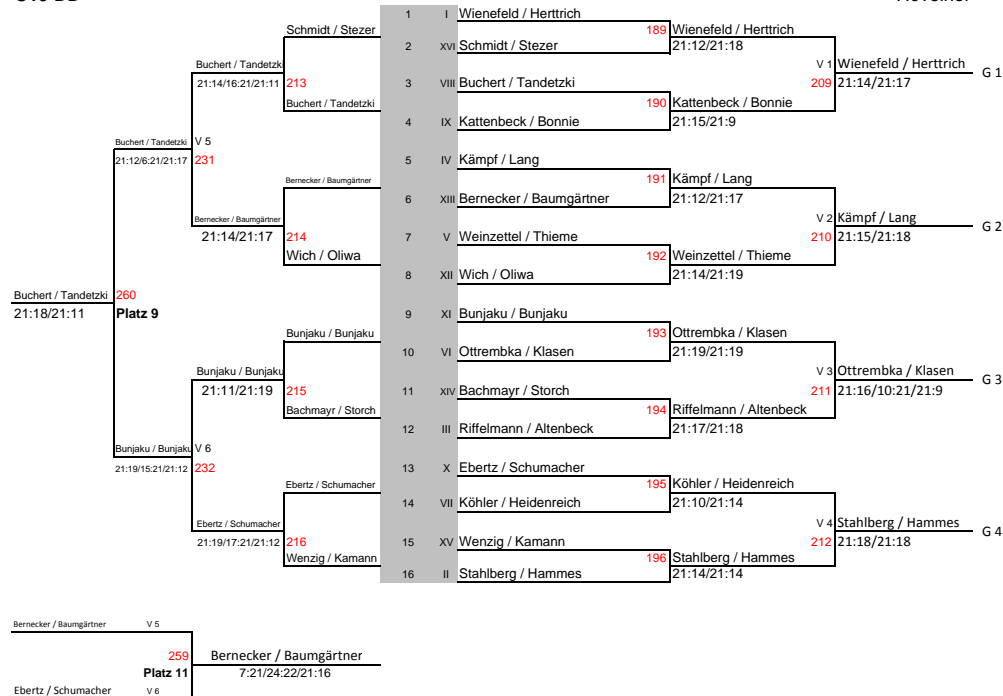 1 I Wienefeld / Herttrich
Schmidt / Stezer 189 Wienefeld / Herttrich
2 XVI Schmidt / Stezer 21:12/21:18
Buchert / Tandetzki V 1 Wienefeld / Herttrich G 1
21:14/16:21/21:11 213 3 VIII Buchert / Tandetzki 209 21:14/21:17
Buchert / Tandetzki 190 Kattenbeck / Bonnie
4 IX Kattenbeck / Bonnie 21:15/21:9
Buchert / Tandetzki V 5
21:12/6:21/21:17 231 5 IV Kämpf / Lang
Bernecker / Baumgärtner 191 Kämpf / Lang
6 XIII Bernecker / Baumgärtner 21:12/21:17
Bernecker / Baumgärtner V 2 Kämpf / Lang G 2
21:14/21:17 214 7 V Weinzettel / Thieme 210 21:15/21:18
Wich / Oliwa 192 Weinzettel / Thieme
8 XII Wich / Oliwa 21:14/21:19
Buchert / Tandetzki 260
21:18/21:11 Platz 9 9 XI Bunjaku / Bunjaku
Bunjaku / Bunjaku 193 Ottrembka / Klasen
10 VI Ottrembka / Klasen 21:19/21:19
Bunjaku / Bunjaku V 3 Ottrembka / Klasen G 3
21:11/21:19 215 11 XIV Bachmayr / Storch 211 21:16/10:21/21:9
Bachmayr / Storch 194 Riffelmann / Altenbeck
12 III Riffelmann / Altenbeck 21:17/21:18
Bunjaku / Bunjaku V 6
21:19/15:21/21:12 232 13 X Ebertz / Schumacher
Ebertz / Schumacher 195 Köhler / Heidenreich
14 VII Köhler / Heidenreich 21:10/21:14
Ebertz / Schumacher V 4 Stahlberg / Hammes G 4
21:19/17:21/21:12 216 15 XV Wenzig / Kamann 212 21:18/21:18
Wenzig / Kamann 196 Stahlberg / Hammes
16 II Stahlberg / Hammes 21:14/21:14
Bernecker / Baumgärtner V 5
259 Bernecker / Baumgärtner
Platz 11 7:21/24:22/21:16
Ebertz / Schumacher V 6